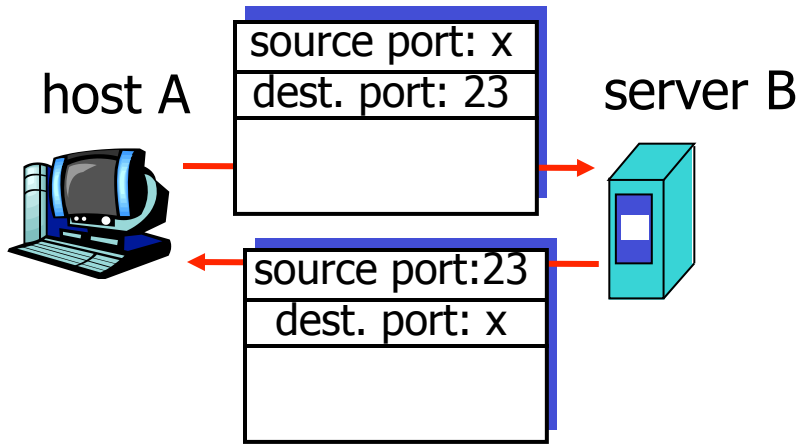 source port: x
host A
dest. port: 23
server B
source port:23
dest. port: x